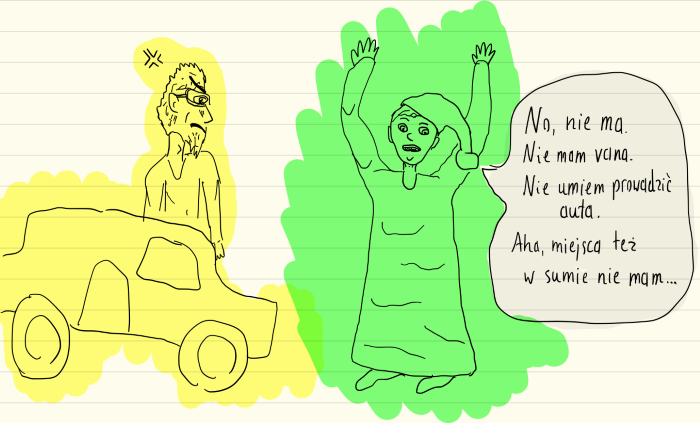 No, nie ma.
Nie mam vana.
Nie umiem prowadzić
auta.
Aha, miejsca też
w sumie nie mam...